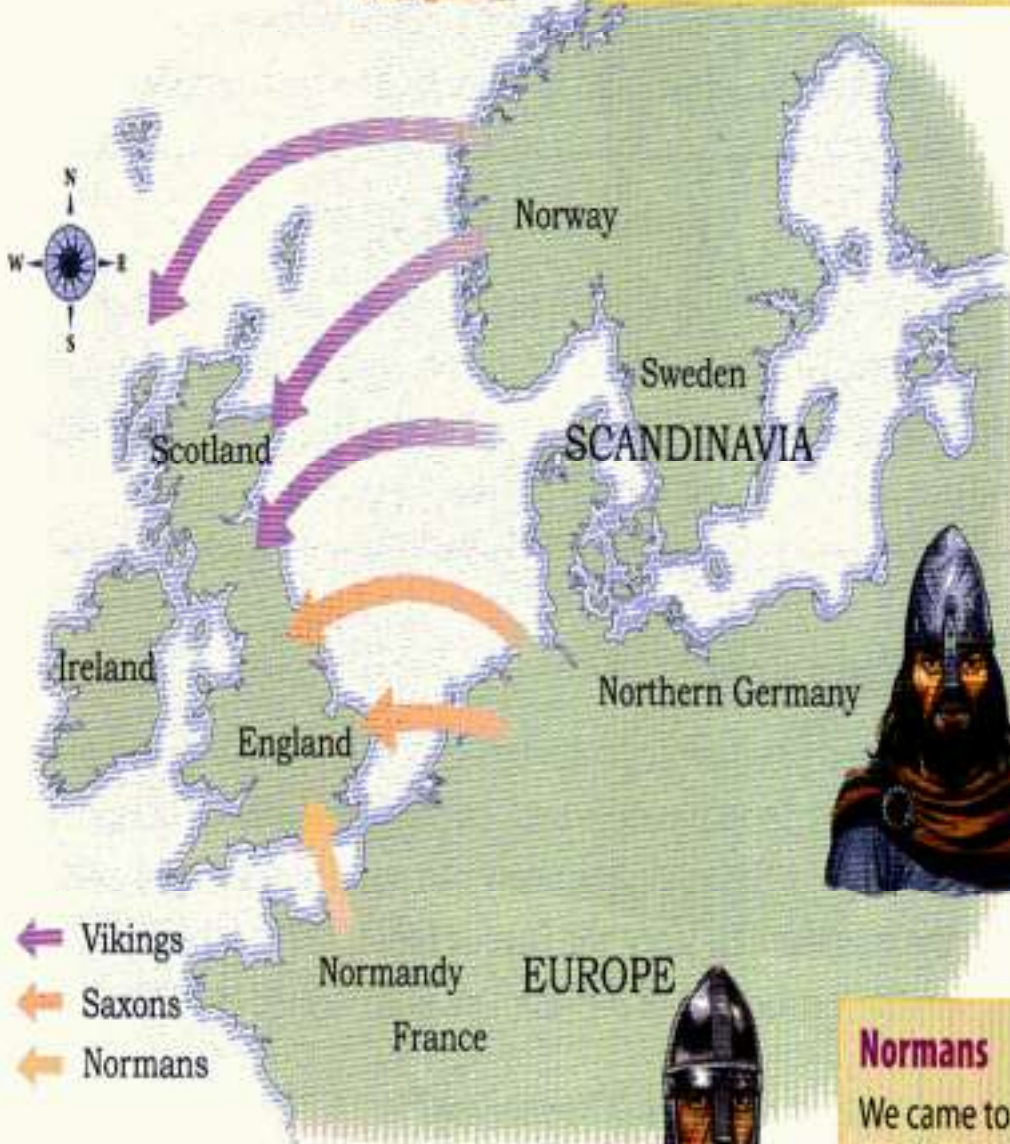 N
W
E
S
Norway
Sweden
SCANDINAVIA
Scotland
Ireland
Northern Germany
England
Vikings
Saxons
Normans
Normandy
EUROPE
France
Normans
We came to